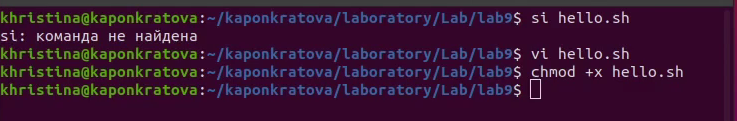 khristina@kaponkratova:~/kaponkratova/laboratory/Lab/lab9$ si hello.sh
si: команда не найдена
khristina@kaponkratova:~/kaponkratova/laboratory/Lab/lab9$ vi hello.sh
khristina@kaponkratova:~/kaponkratova/laboratory/Lab/lab9$ chmod +x hello.sh
khristina@kaponkratova:~/kaponkratova/laboratory/Lab/lab9$